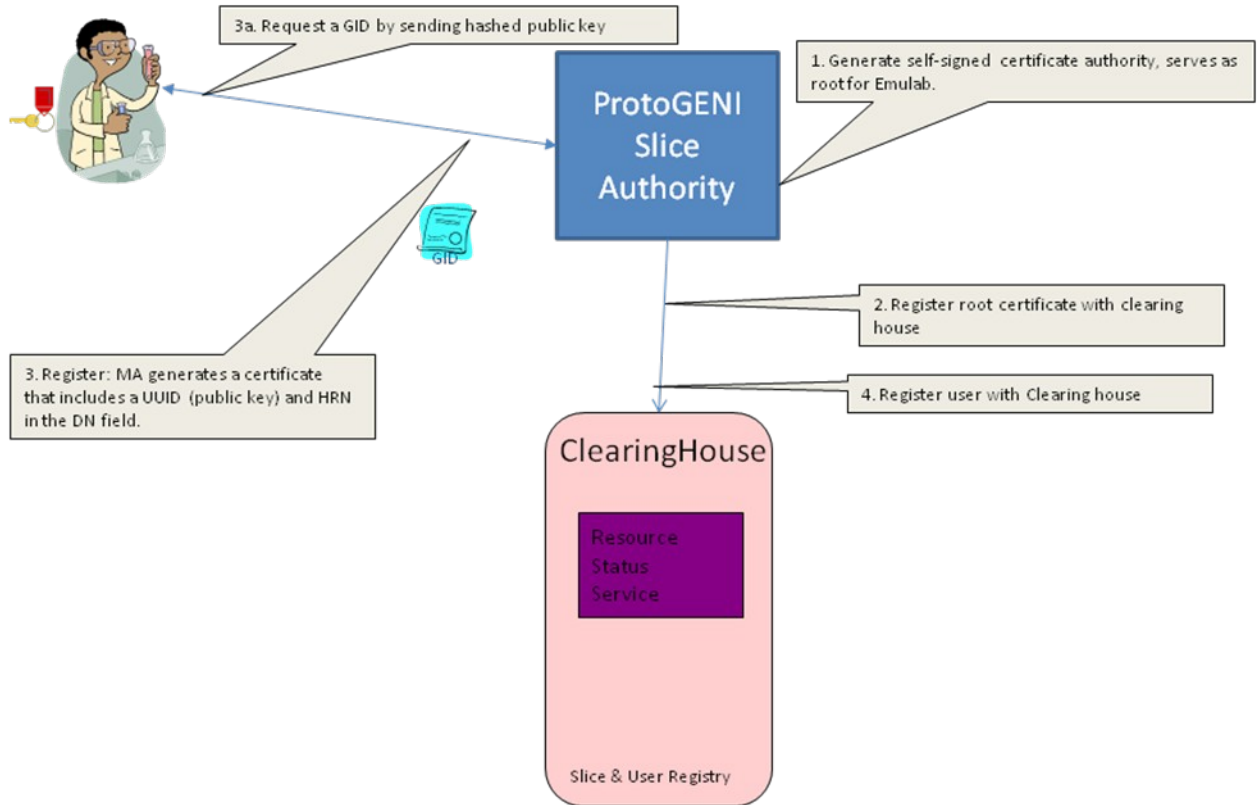 3a. Request a GID by sending hashed public key
1. Generate self-signed certificate authority, serves as
root for Emulab.
ProtoGENI
Slice
Authority
GID
2. Register root certificate with clearing
house
3. Register: MA generates a certificate
that includes a UUID (public key) and HRN
in the DN field.
4. Register user with Clearing house
ClearingHouse
Resource
Status
Service
Slice & User Registry